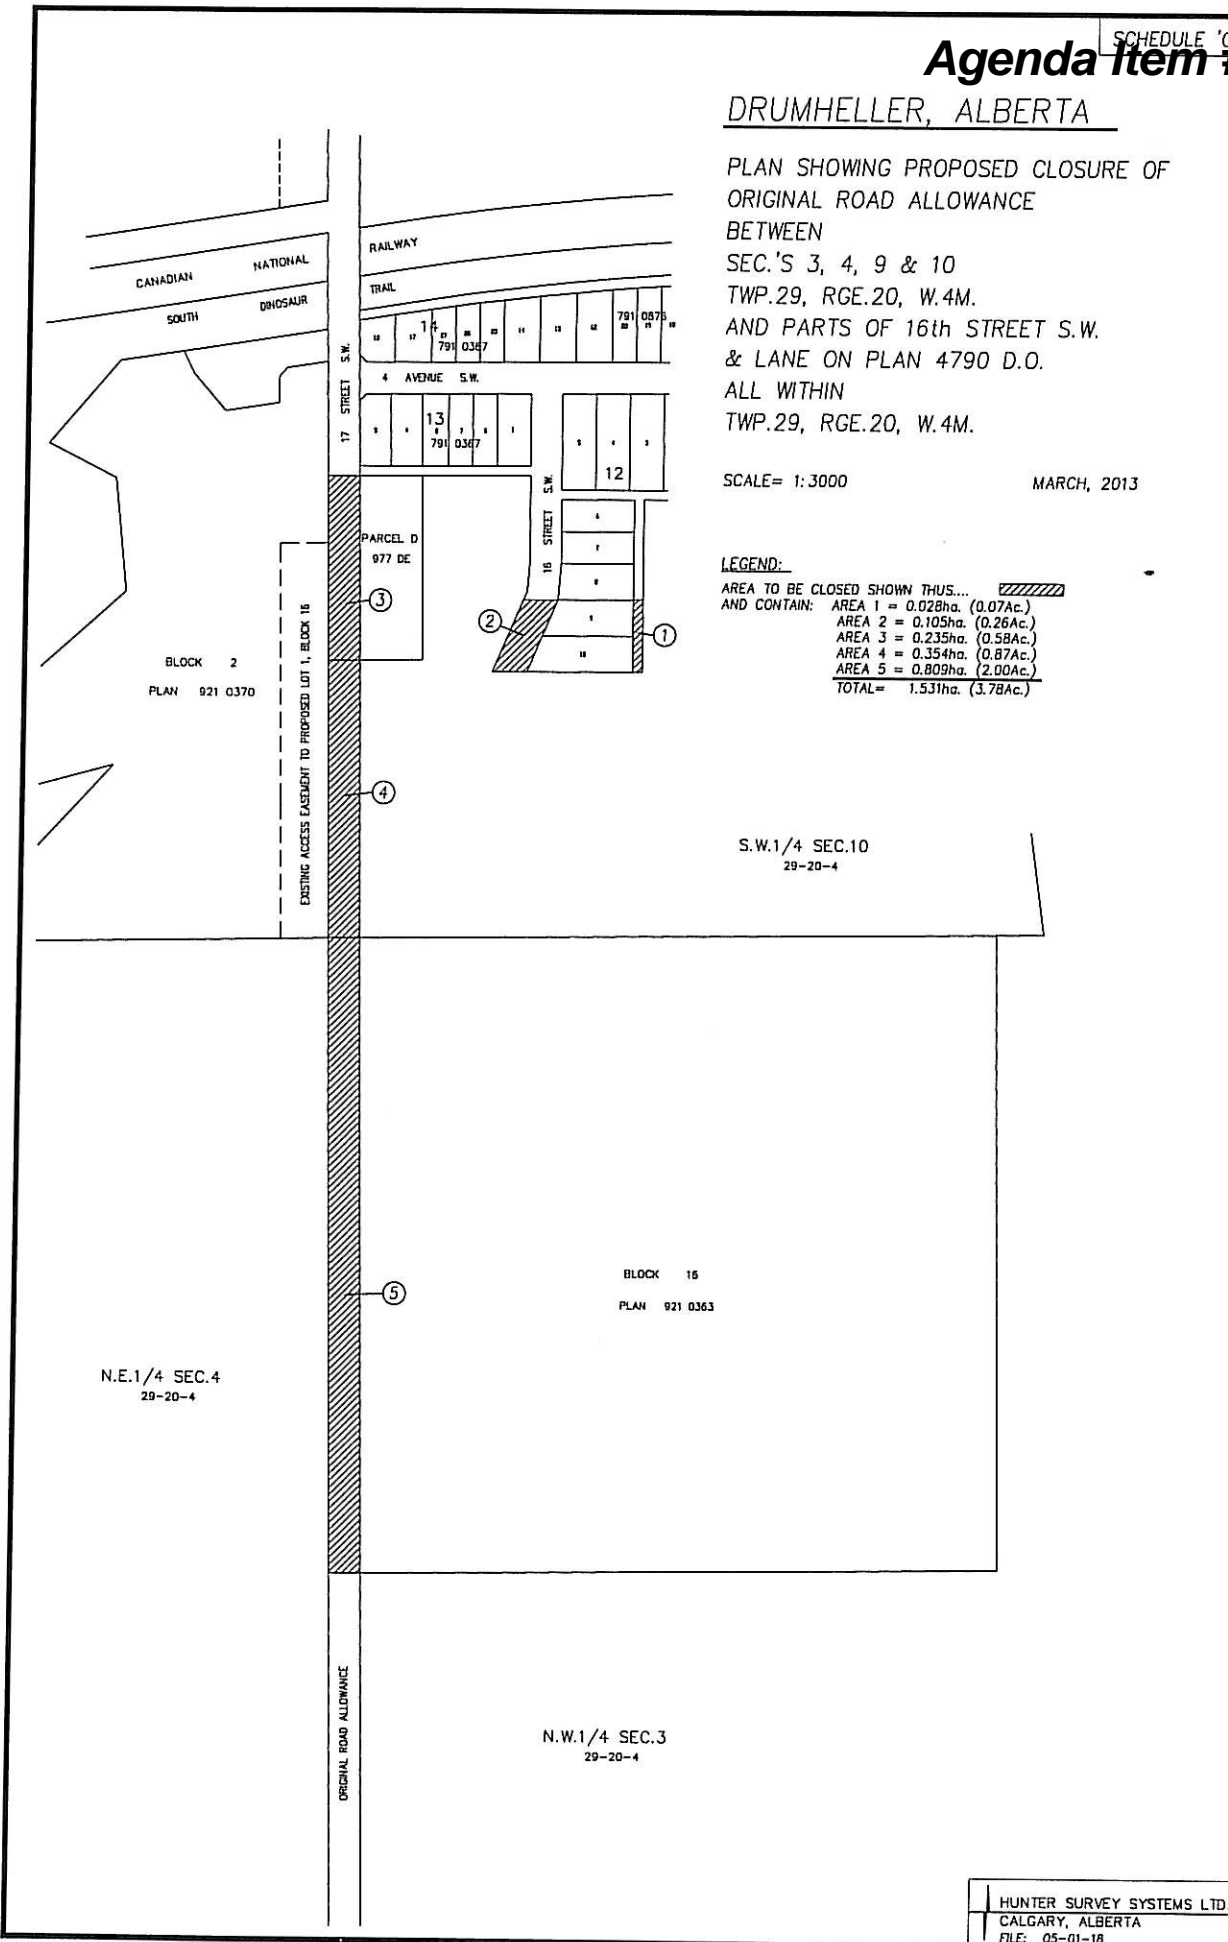 SCHEDULE 'C
Agenda Item #
DRUMHELLER, ALBERTA
PLAN SHOWING PROPOSED CLOSURE OF
ORIGINAL ROAD ALLOWANCE
BETWEEN
SEC.'S 3, 4, 9 & 10
TWP.29, RGE.20, W.4M.
AND PARTS OF 16th STREET S.W.
& LANE ON PLAN 4790 D.O.
ALL WITHIN
TWP.29, RGE.20, W.4M.
SCALE= 1:3000 MARCH, 2013
LEGEND:
AREA TO BE CLOSED SHOWN THUS....
AND CONTAIN: AREA 1 = 0.028ha. (0.07Ac.)
AREA 2 = 0.105ha. (0.26Ac.)
AREA 3 = 0.235ha. (0.58Ac.)
AREA 4 = 0.354ha. (0.87Ac.)
AREA 5 = 0.809ha. (2.00Ac.)
TOTAL= 1.531ha. (3.78Ac.)
CANADIAN NATIONAL RAILWAY
SOUTH DINOSAUR TRAIL
17 STREET S.W.
14
791 0367
4 AVENUE S.W.
13
791 0367
12
16 STREET S.W.
PARCEL D
977 DE
1
2
3
4
5
BLOCK 2
PLAN 921 0370
EXISTING ACCESS EASEMENT TO PROPOSED LOT 1, BLOCK 16
S.W.1/4 SEC.10
29-20-4
BLOCK 16
PLAN 921 0363
N.E.1/4 SEC.4
29-20-4
ORIGINAL ROAD ALLOWANCE
N.W.1/4 SEC.3
29-20-4
HUNTER SURVEY SYSTEMS LTD.
CALGARY, ALBERTA
FILE: 05-01-18